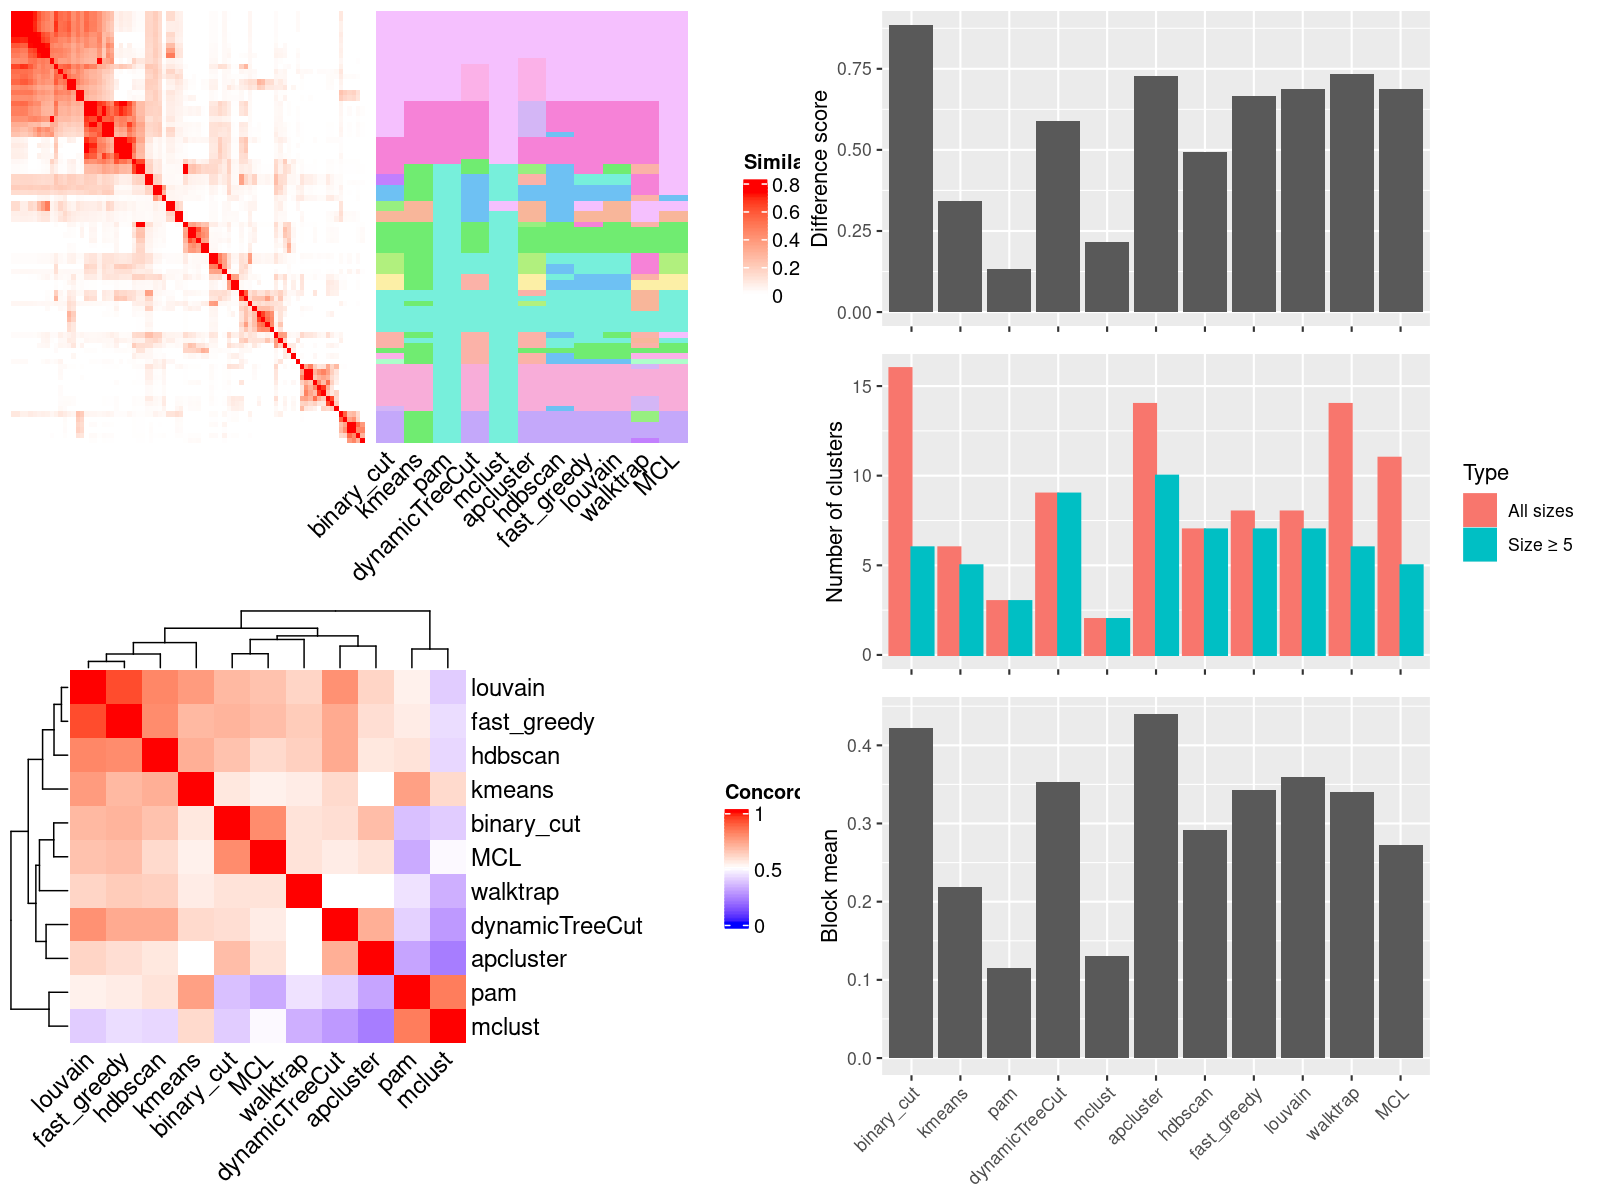 Simila
0.8
0.6
0.4
0.2
0
binary_cut
kmeans
pam
dynamicTreeCut
mclust
apcluster
hdbscan
fast_greedy
louvain
walktrap
MCL
louvain
fast_greedy
hdbscan
kmeans
binary_cut
MCL
walktrap
dynamicTreeCut
apcluster
pam
mclust
louvain
fast_greedy
hdbscan
kmeans
binary_cut
MCL
walktrap
dynamicTreeCut
apcluster
pam
mclust
Concord
1
0.5
0
Difference score
0.75
0.50
0.25
0.00
Number of clusters
15
10
5
0
Type
All sizes
Size ≥ 5
Block mean
0.4
0.3
0.2
0.1
0.0
binary_cut
kmeans
pam
dynamicTreeCut
mclust
apcluster
hdbscan
fast_greedy
louvain
walktrap
MCL